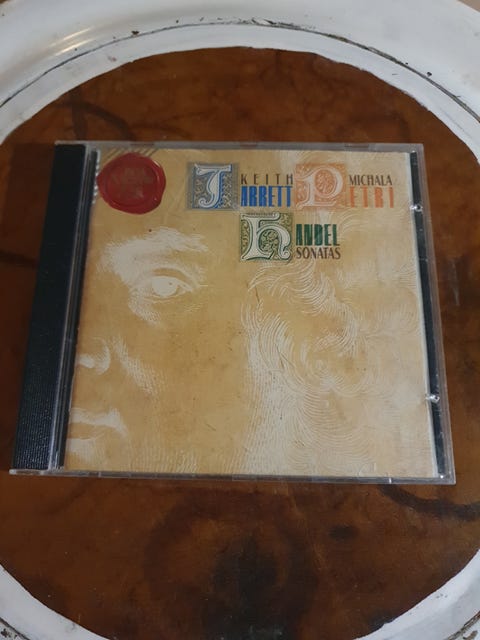 KEITH
JARRETT
MICHALA
PETRI
HANDEL
SONATAS